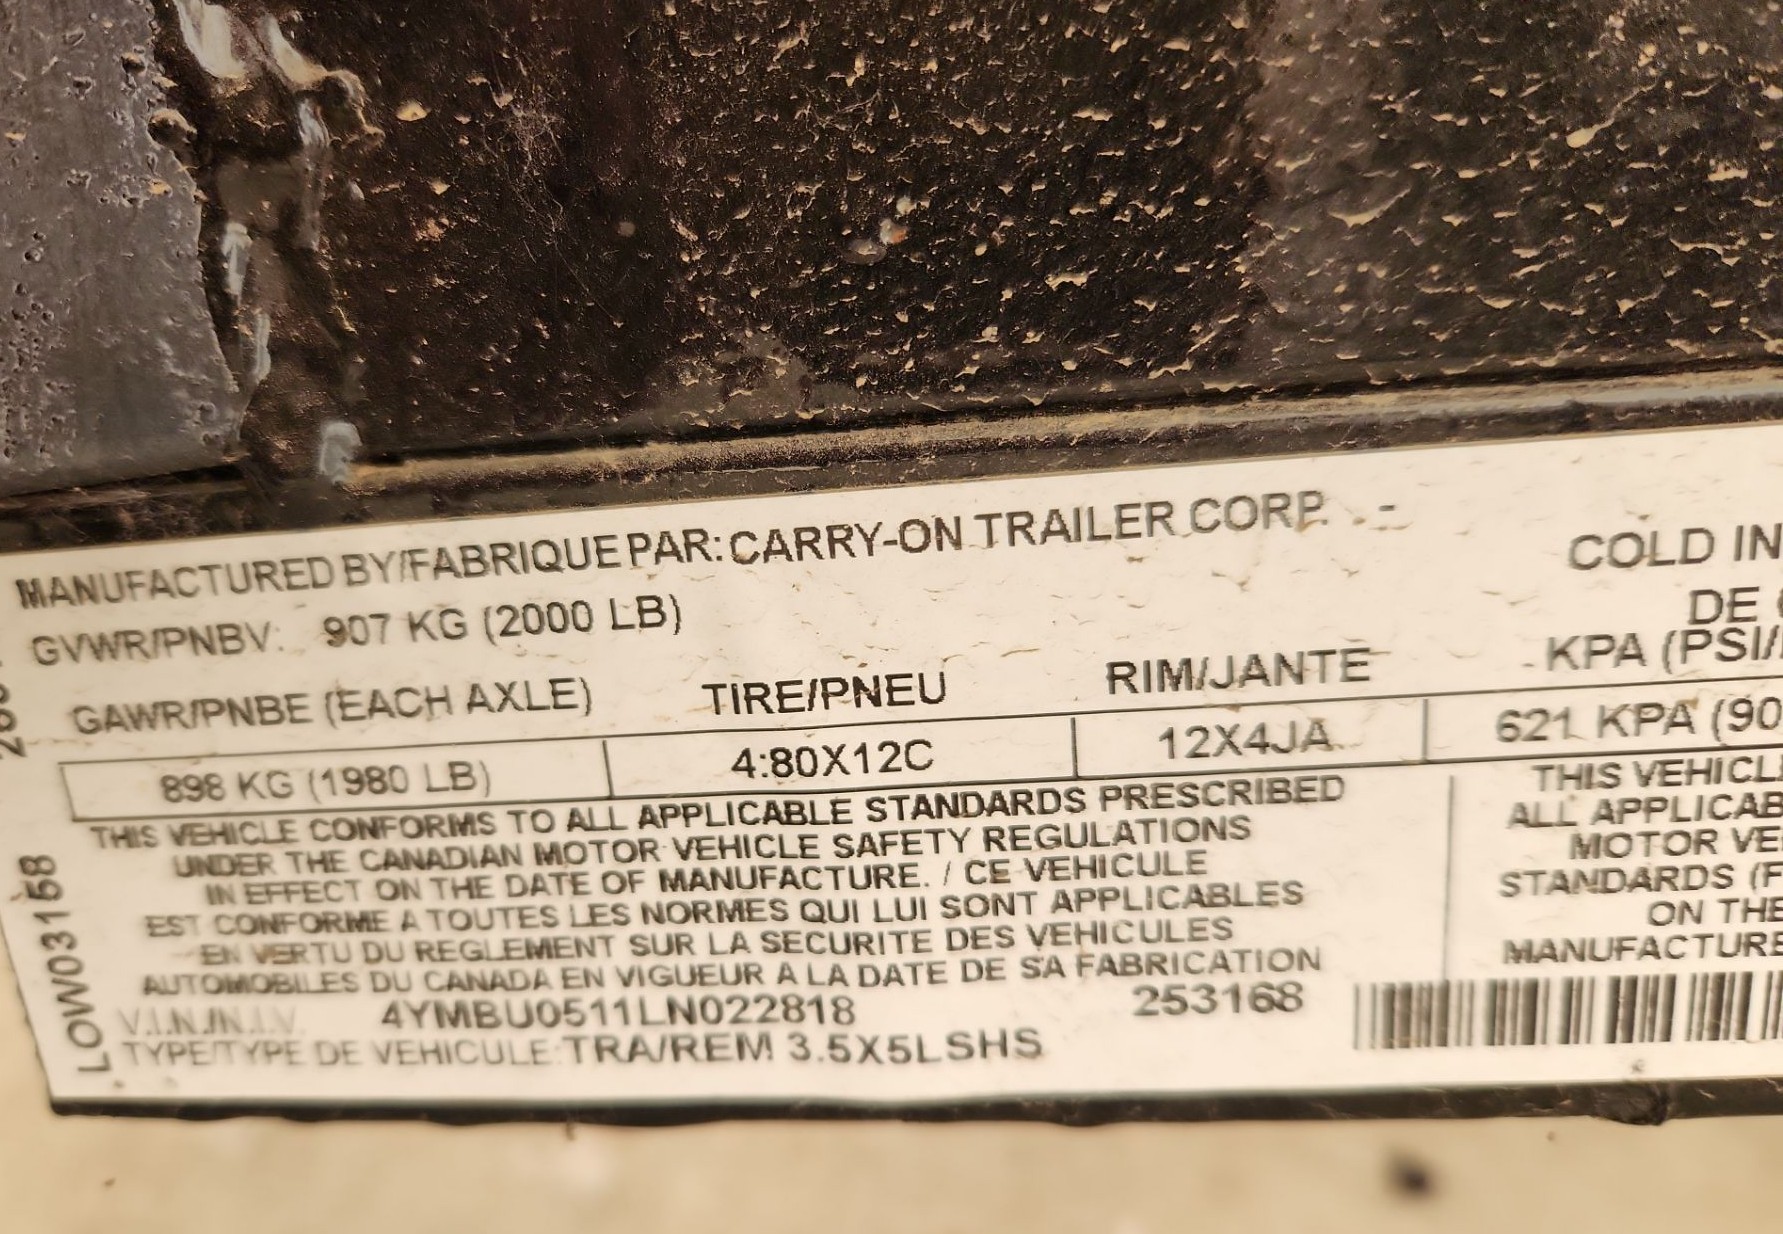 MANUFACTURED BY/FABRIQUE PAR: CARRY-ON TRAILER CORP. -
GVWR/PNBV: 907 KG (2000 LB)
COLD IN
DE
KPA (PSI/
GAWR/PNBE (EACH AXLE) TIRE/PNEU RIM/JANTE
898 KG (1980 LB) 4:80X12C 12X4JA 621 KPA (90
THIS VEHICLE CONFORMS TO ALL APPLICABLE STANDARDS PRESCRIBED
UNDER THE CANADIAN MOTOR VEHICLE SAFETY REGULATIONS
IN EFFECT ON THE DATE OF MANUFACTURE. / CE VEHICULE
EST CONFORME A TOUTES LES NORMES QUI LUI SONT APPLICABLES
EN VERTU DU REGLEMENT SUR LA SECURITE DES VEHICULES
AUTOMOBILES DU CANADA EN VIGUEUR A LA DATE DE SA FABRICATION
THIS VEHICL
ALL APPLICAB
MOTOR VE
STANDARDS (F
ON THE
MANUFACTURE
V.I.N./N.I.V. 4YMBU0511LN022818 253168
TYPE/TYPE DE VEHICULE: TRA/REM 3.5X5LSHS
LOW03158